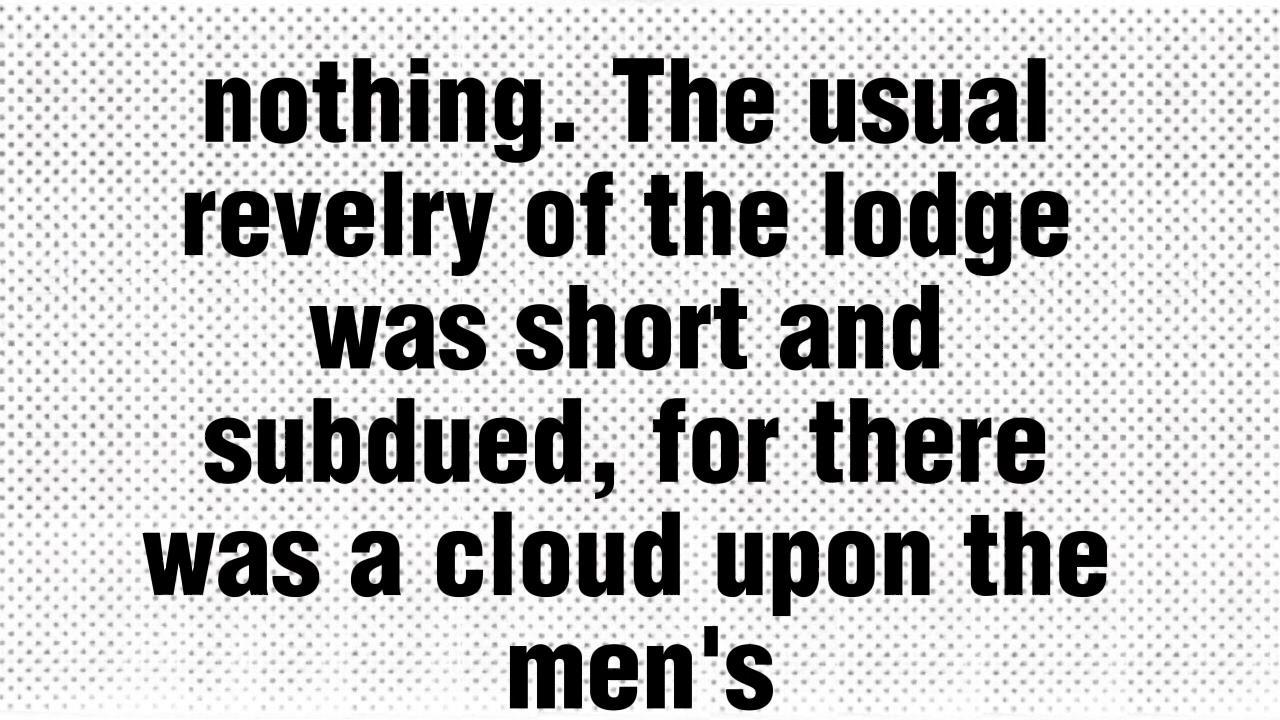 nothing. The usual
revelry of the lodge
was short and
subdued, for there
was a cloud upon the
men's